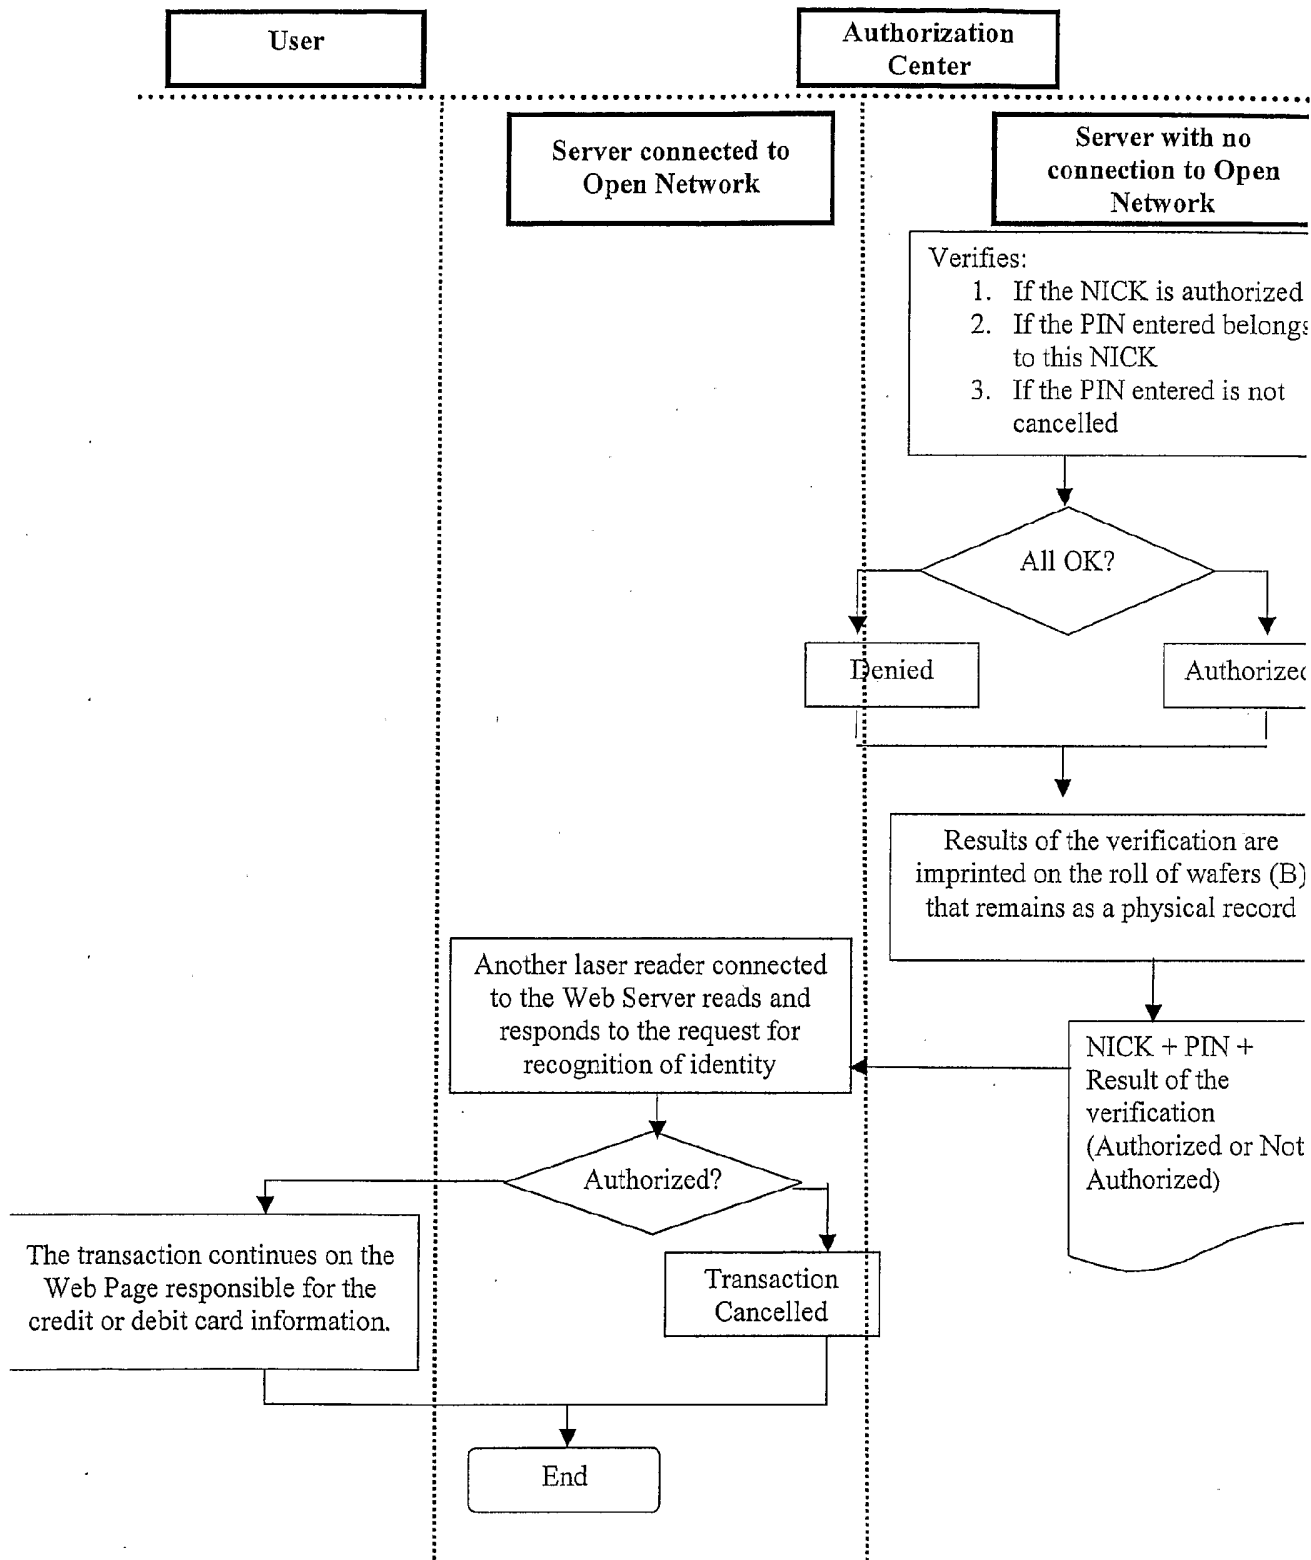 User
Authorization
Center
Server connected to
Open Network
Server with no
connection to Open
Network
Verifies:
1. If the NICK is authorized
2. If the PIN entered belongs
to this NICK
3. If the PIN entered is not
cancelled
All OK?
Denied
Authorized
Results of the verification are
imprinted on the roll of wafers (B)
that remains as a physical record
Another laser reader connected
to the Web Server reads and
responds to the request for
recognition of identity
NICK + PIN +
Result of the
verification
(Authorized or Not
Authorized)
Authorized?
The transaction continues on the
Web Page responsible for the
credit or debit card information.
Transaction
Cancelled
End